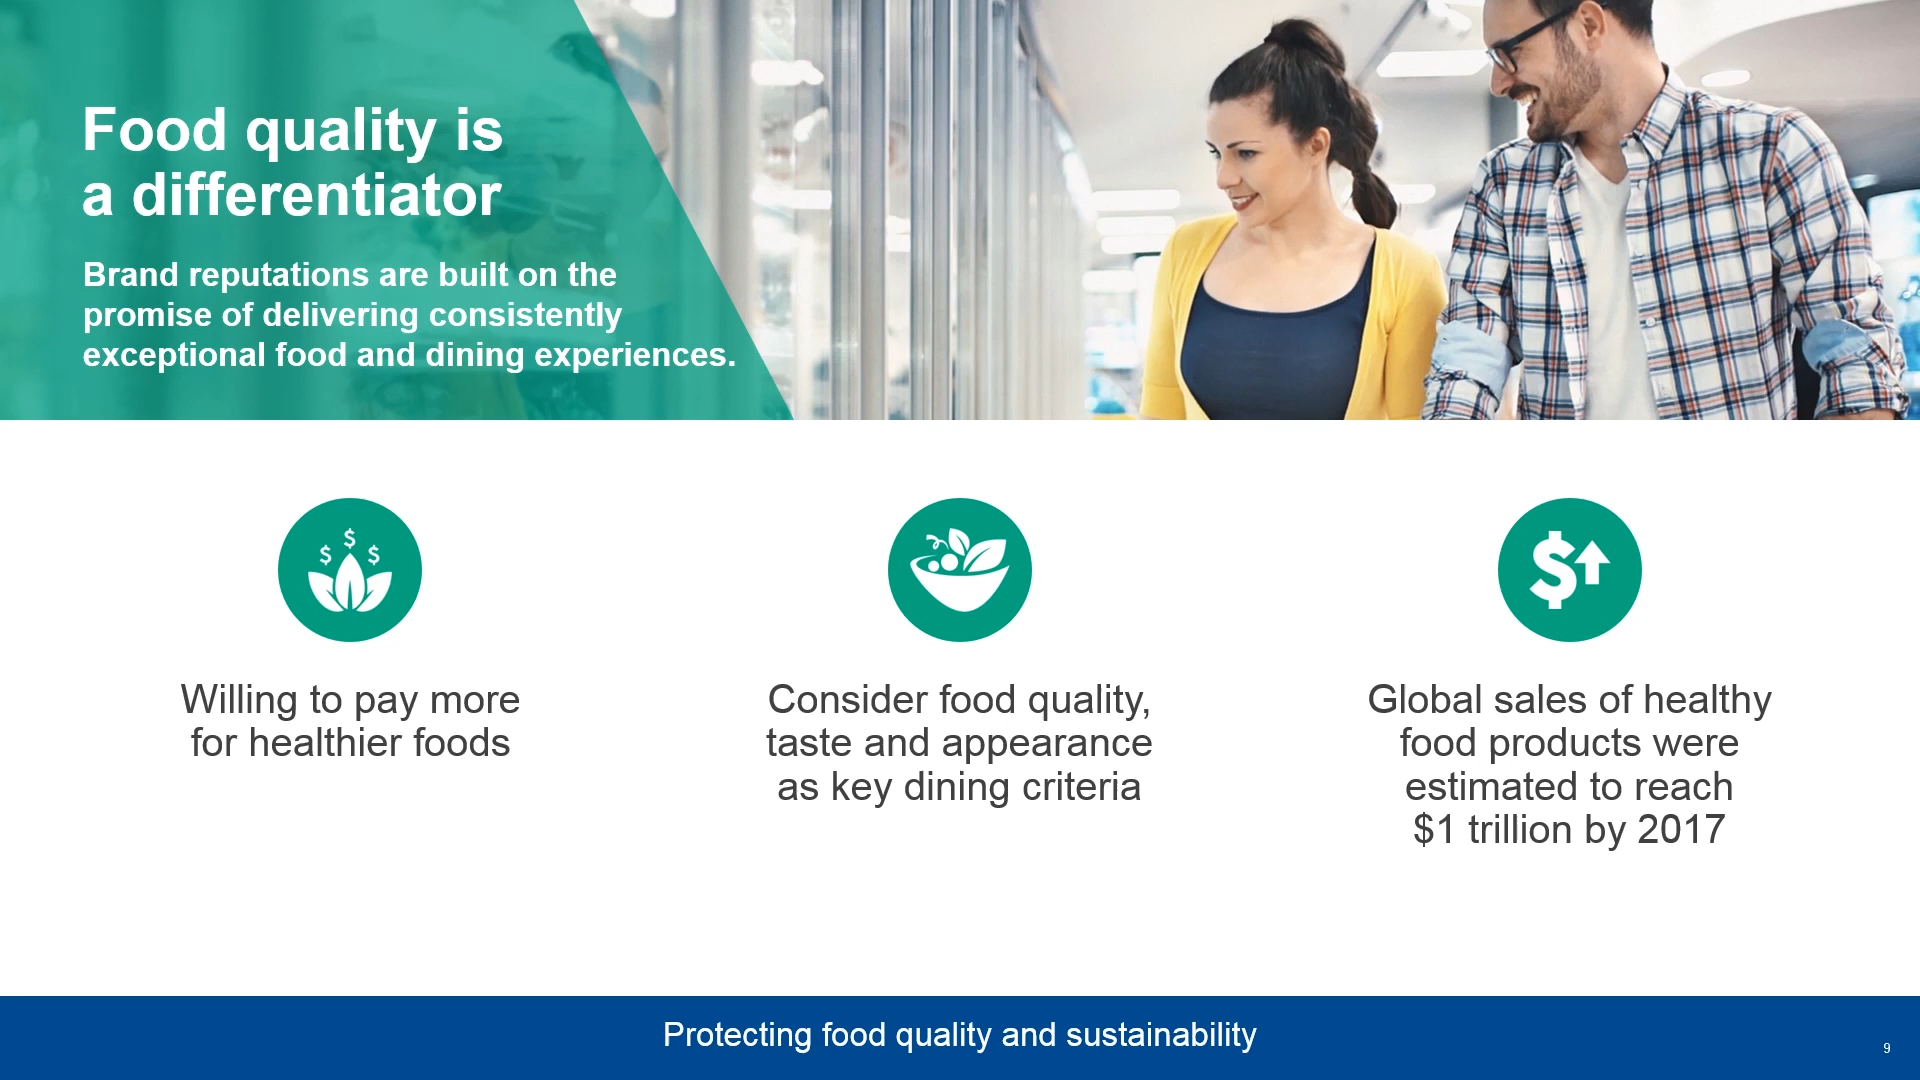 Food quality is
a differentiator
Brand reputations are built on the
promise of delivering consistently
exceptional food and dining experiences.
$ $ $
Willing to pay more
for healthier foods
Consider food quality,
taste and appearance
as key dining criteria
$
Global sales of healthy
food products were
estimated to reach
$1 trillion by 2017
Protecting food quality and sustainability
9